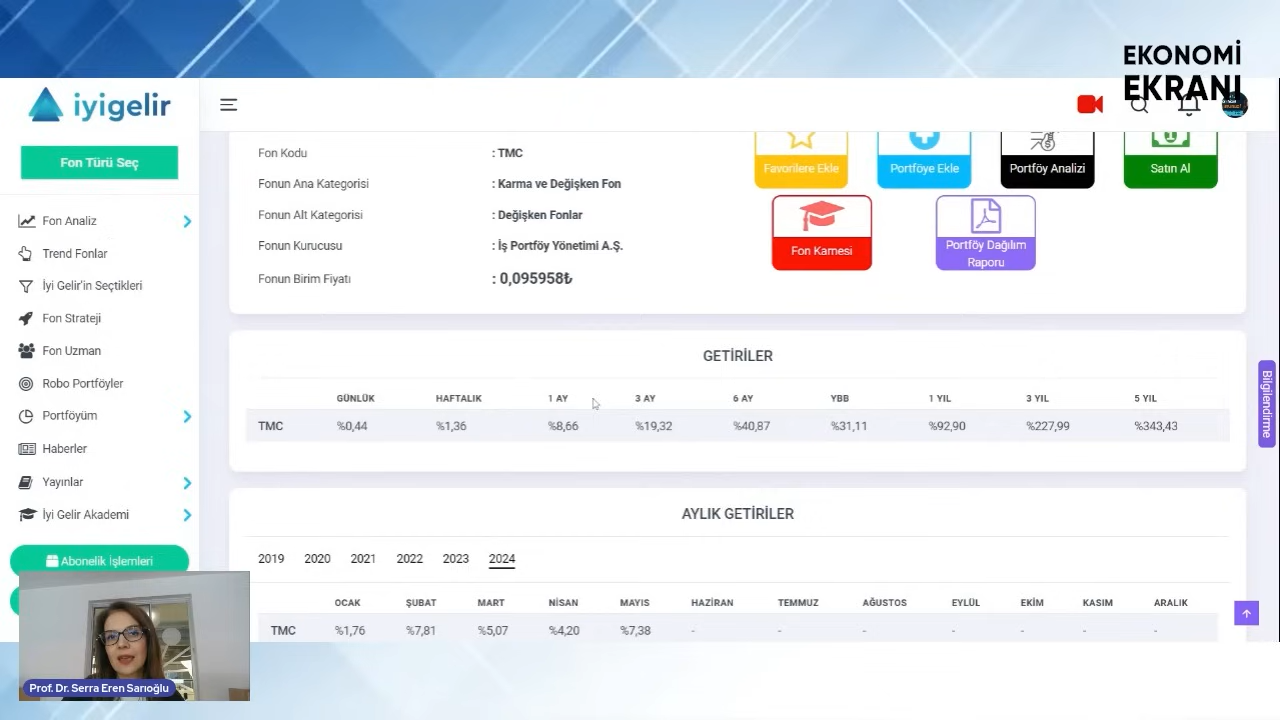 EKONOMİ
EKRANI
iyigelir
Fon Türü Seç
Fon Analiz
Trend Fonlar
İyi Gelir'in Seçtikleri
Fon Strateji
Fon Uzman
Robo Portföyler
Portföyüm
Haberler
Yayınlar
İyi Gelir Akademi
Abonelik İşlemleri
Fon Kodu : TMC
Fonun Ana Kategorisi : Karma ve Değişken Fon
Fonun Alt Kategorisi : Değişken Fonlar
Fonun Kurucusu : İş Portföy Yönetimi A.Ş.
Fonun Birim Fiyatı : 0,095958₺
Favorilere Ekle
Portföye Ekle
Portföy Analizi
Satın Al
Fon Karnesi
Portföy Dağılım
Raporu
GETİRİLER
GÜNLÜK HAFTALIK 1 AY 3 AY 6 AY YBB 1 YIL 3 YIL 5 YIL
TMC %0,44 %1,36 %8,66 %19,32 %40,87 %31,11 %92,90 %227,99 %343,43
AYLIK GETİRİLER
2019 2020 2021 2022 2023 2024
OCAK ŞUBAT MART NİSAN MAYIS HAZİRAN TEMMUZ AĞUSTOS EYLÜL EKİM KASIM ARALIK
TMC %1,76 %7,81 %5,07 %4,20 %7,38 - - - - - - -
Bilgilendirme
Prof. Dr. Serra Eren Sarıoğlu